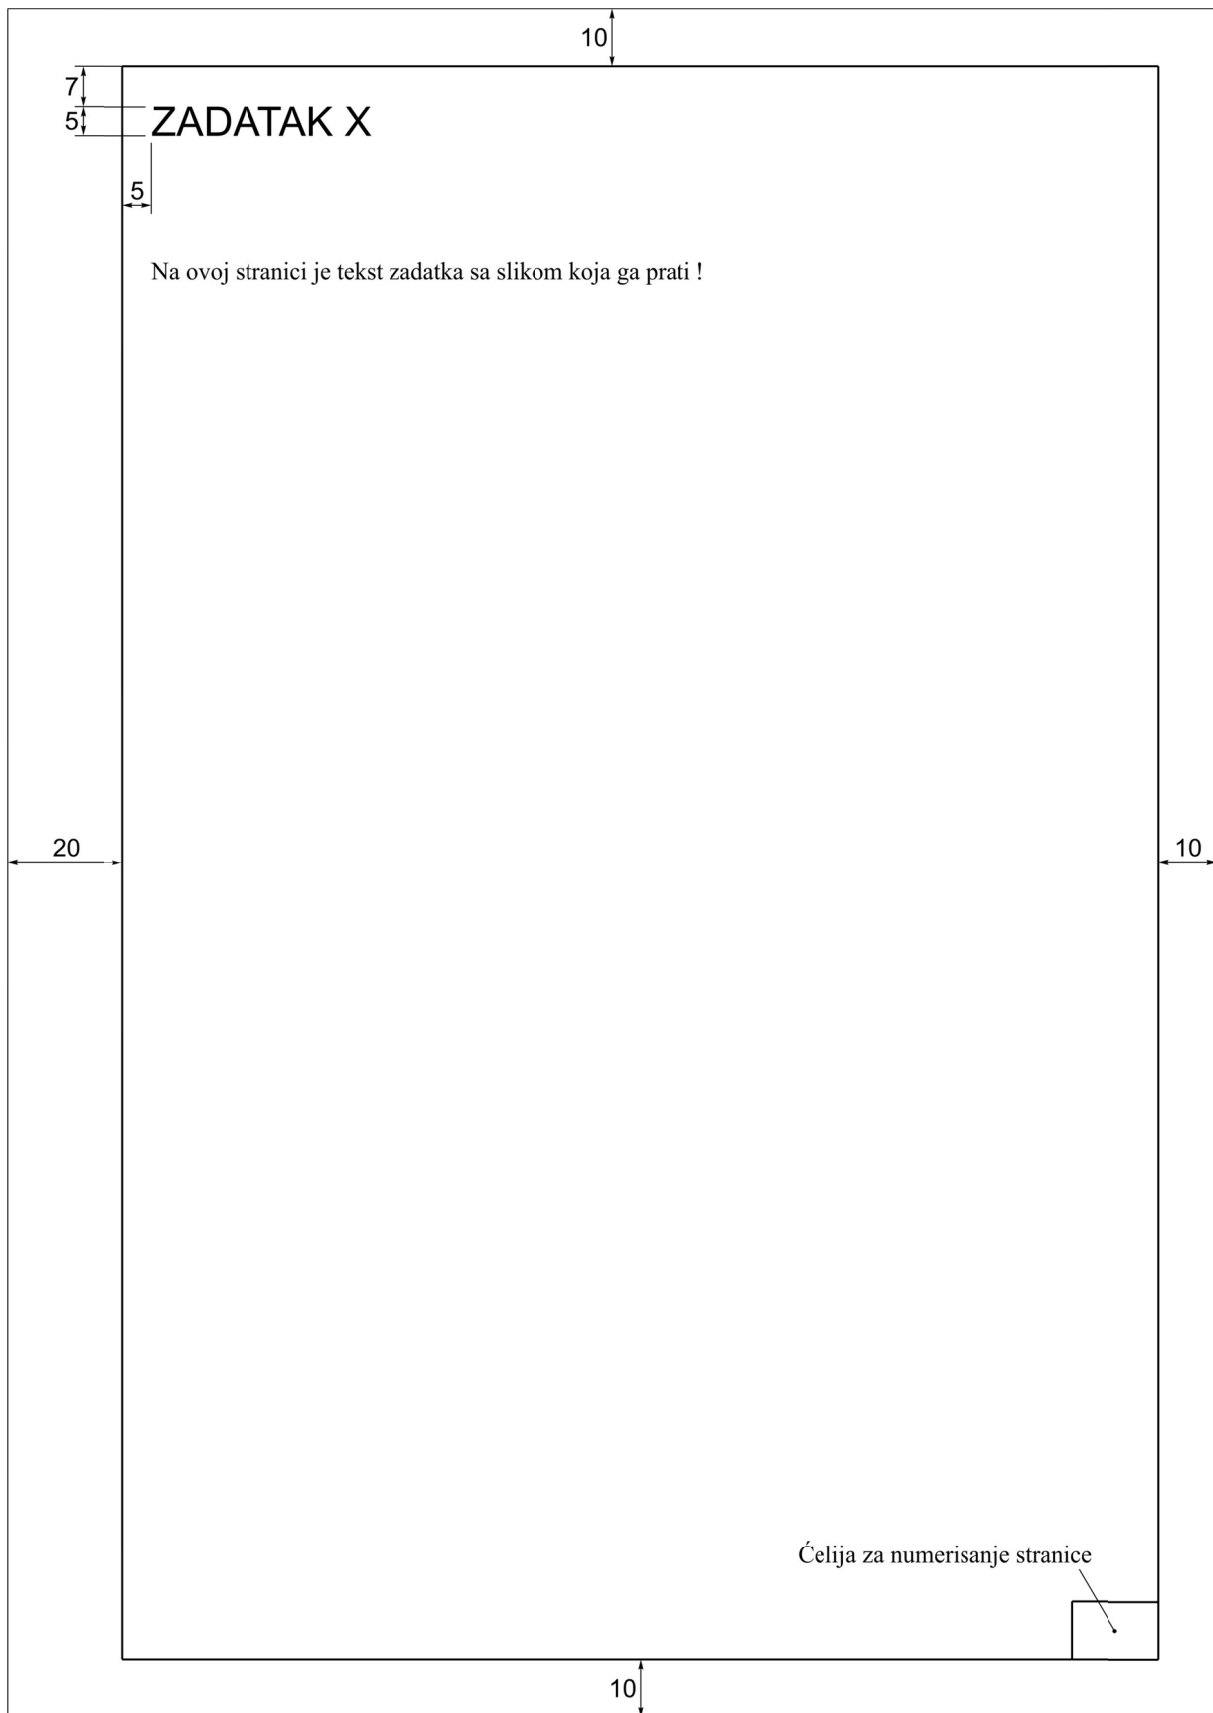 10
7
5
ZADATAK X
5
Na ovoj stranici je tekst zadatka sa slikom koja ga prati !
20
10
Ćelija za numerisanje stranice
10